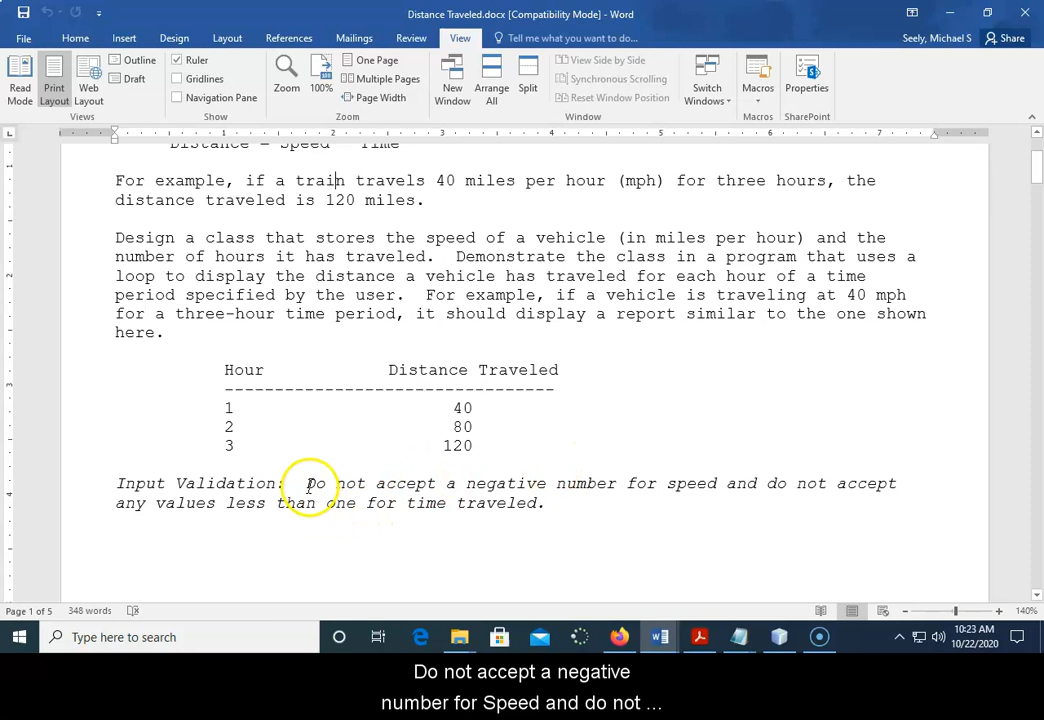 Distance Traveled.docx [Compatibility Mode] - Word
File Home Insert Design Layout References Mailings Review View Tell me what you want to do... Seely, Michael S Share
Read Mode
Print Layout
Web Layout
Outline
Draft
Views
Ruler
Gridlines
Navigation Pane
Show
Zoom
100%
One Page
Multiple Pages
Page Width
Zoom
New Window
Arrange All
Split
View Side by Side
Synchronous Scrolling
Reset Window Position
Window
Switch Windows
Macros
Macros
Properties
SharePoint
1 2 3 4 5 6 7
Distance = Speed * Time
For example, if a train travels 40 miles per hour (mph) for three hours, the
distance traveled is 120 miles.
Design a class that stores the speed of a vehicle (in miles per hour) and the
number of hours it has traveled. Demonstrate the class in a program that uses a
loop to display the distance a vehicle has traveled for each hour of a time
period specified by the user. For example, if a vehicle is traveling at 40 mph
for a three-hour time period, it should display a report similar to the one shown
here.
Hour Distance Traveled
---------------------------------
1 40
2 80
3 120
Input Validation: Do not accept a negative number for speed and do not accept
any values less than one for time traveled.
Page 1 of 5 348 words 140%
Type here to search
10:23 AM
10/22/2020
Do not accept a negative
number for Speed and do not ...